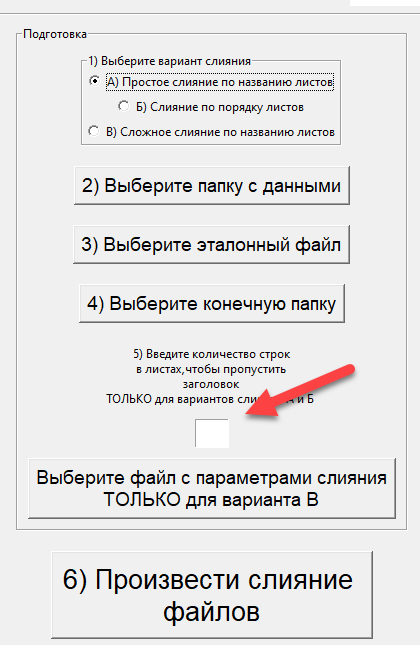 Подготовка
1) Выберите вариант слияния
А) Простое слияние по названию листов
Б) Слияние по порядку листов
В) Сложное слияние по названию листов
2) Выберите папку с данными
3) Выберите эталонный файл
4) Выберите конечную папку
5) Введите количество строк
в листах,чтобы пропустить
заголовок
ТОЛЬКО для вариантов и Б
Выберите файл с параметрами слияния
ТОЛЬКО для варианта В
6) Произвести слияние
файлов